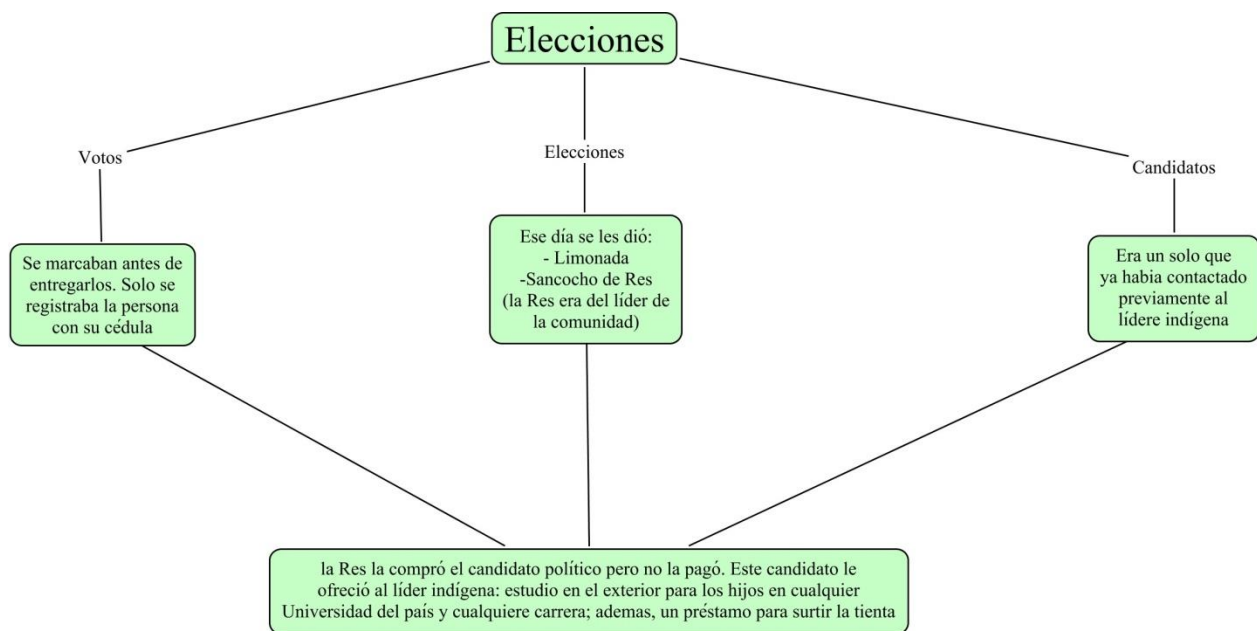 Elecciones
Votos
Elecciones
Candidatos
Se marcaban antes de
entregarlos. Solo se
registraba la persona
con su cédula
Ese día se les dió:
- Limonada
-Sancocho de Res
(la Res era del líder de
la comunidad)
Era un solo que
ya habia contactado
previamente al
lídere indígena
la Res la compró el candidato político pero no la pagó. Este candidato le
ofreció al líder indígena: estudio en el exterior para los hijos en cualquier
Universidad del país y cualquiere carrera; ademas, un préstamo para surtir la tienta